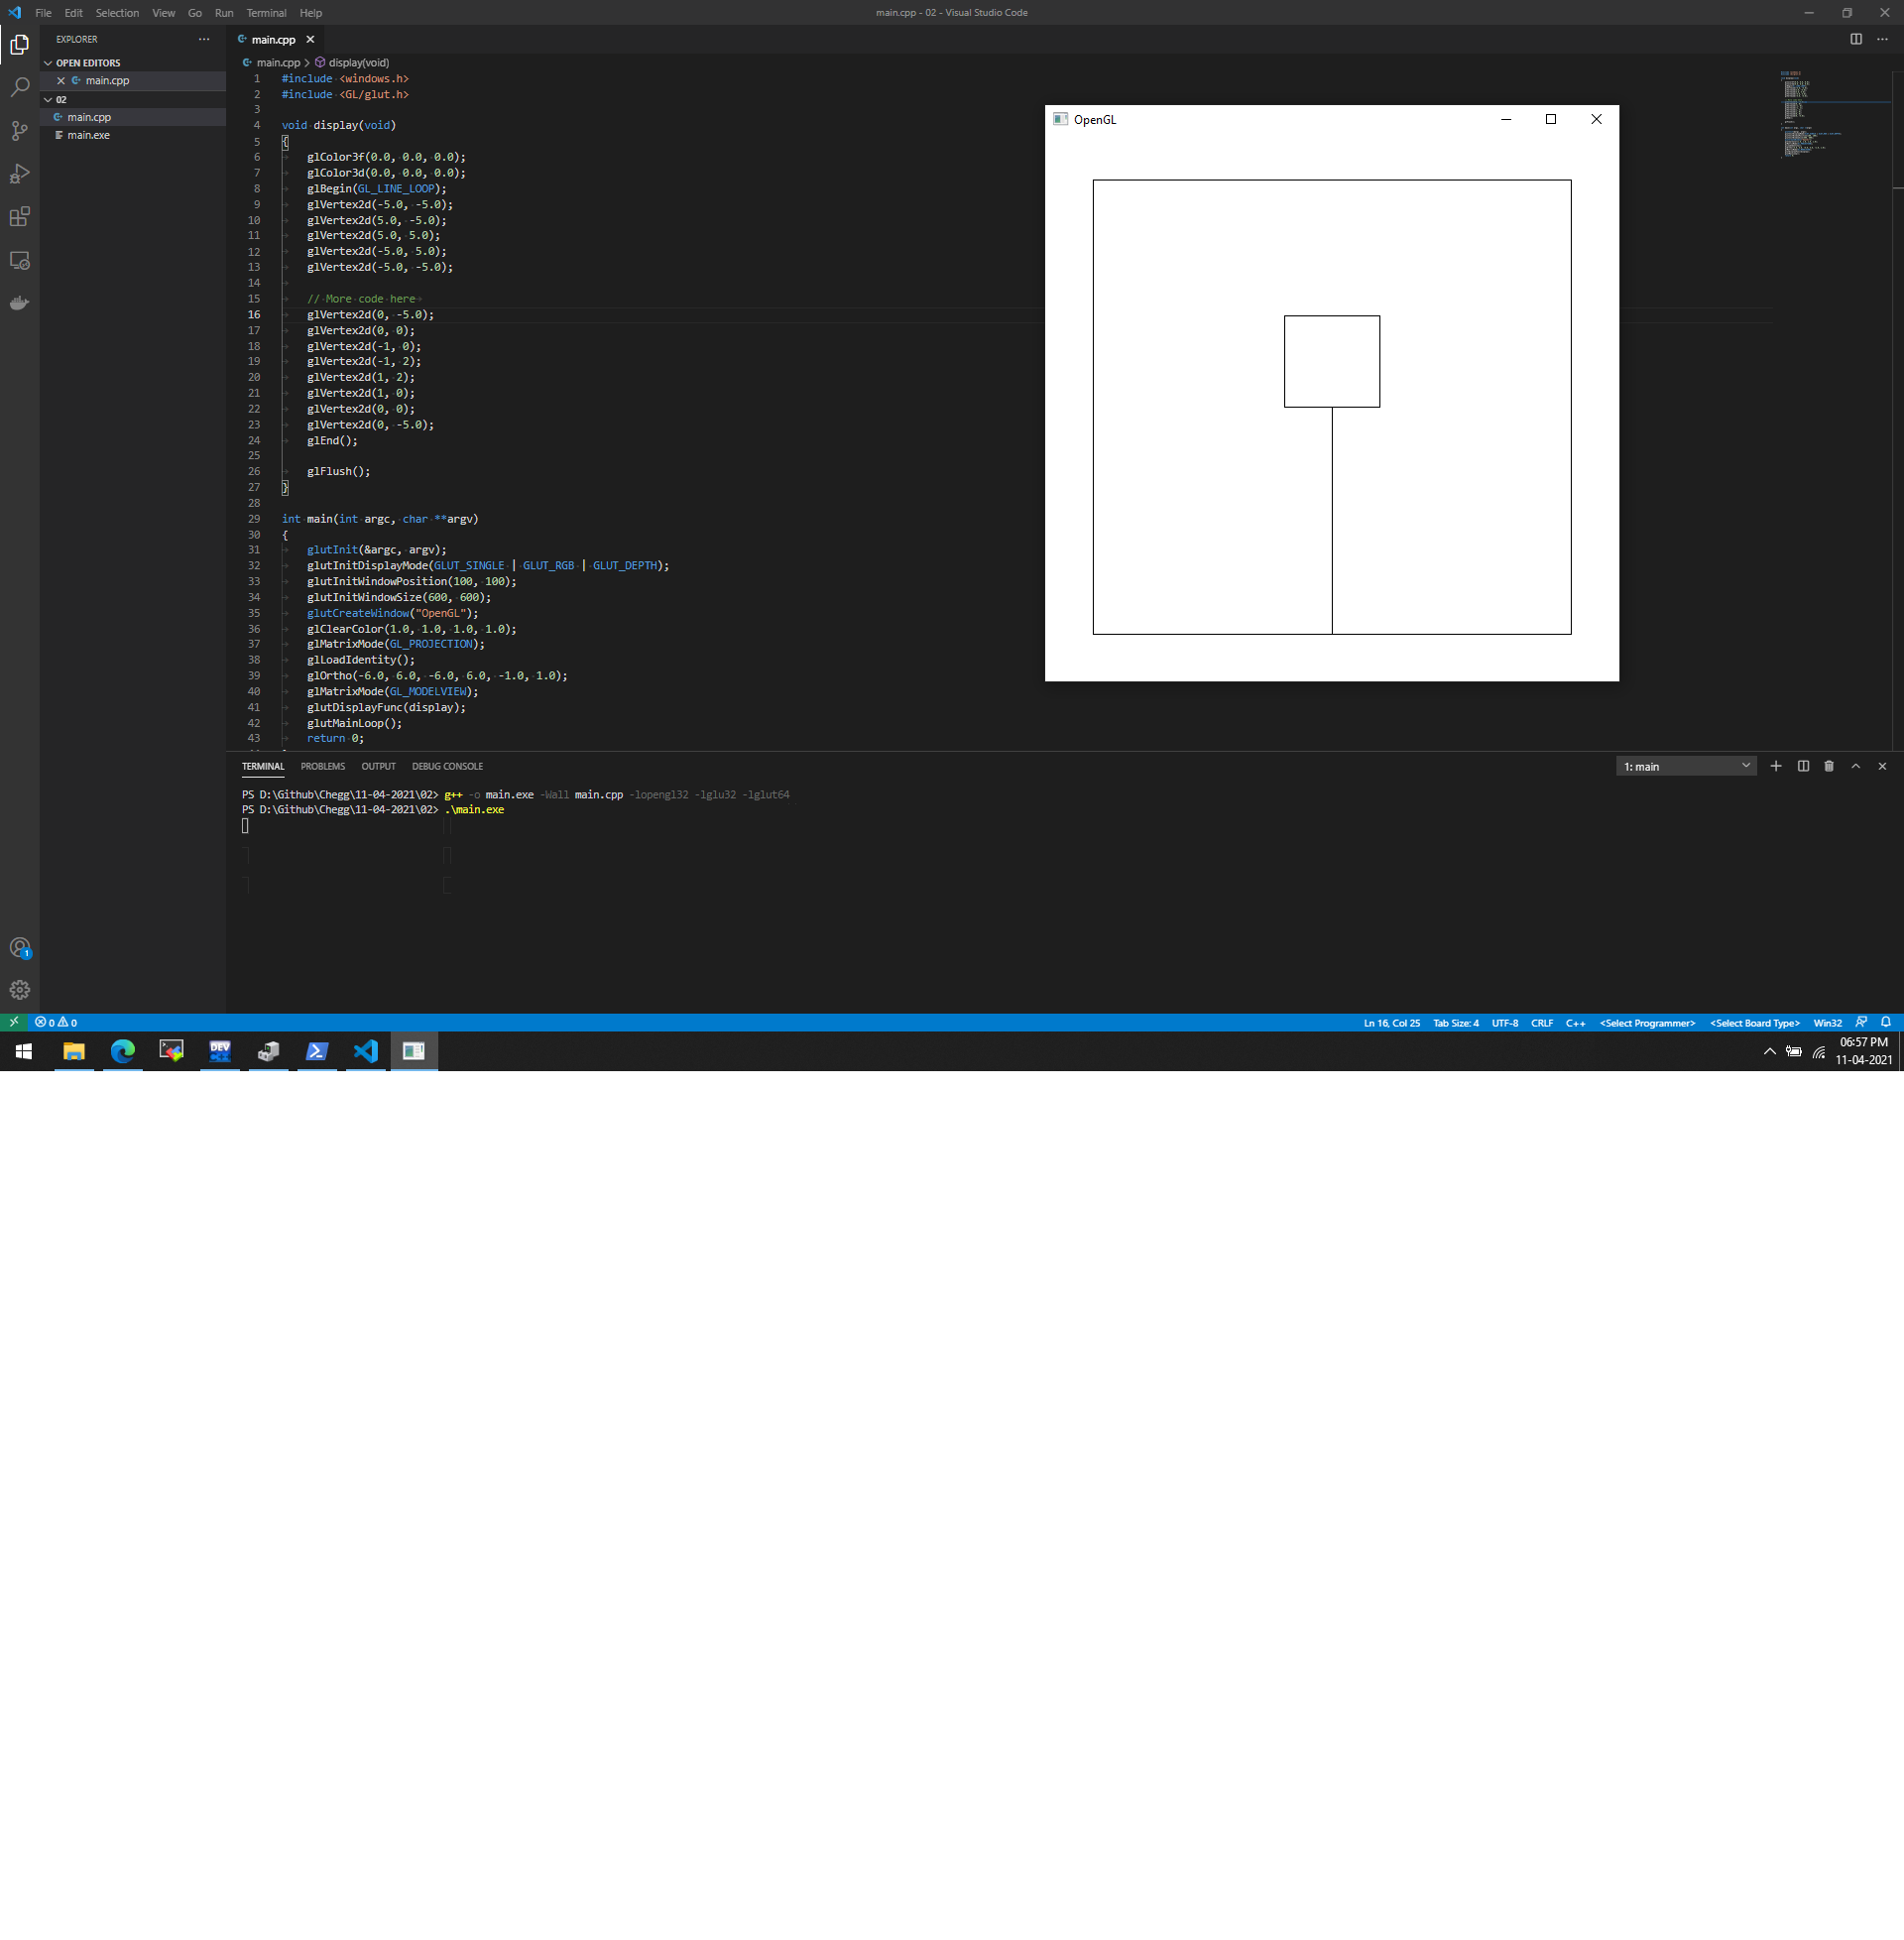 File Edit Selection View Go Run Terminal Help
main.cpp - 02 - Visual Studio Code
EXPLORER
OPEN EDITORS
main.cpp
02
main.cpp
main.exe
main.cpp
main.cpp > display(void)
1 #include <windows.h>
2 #include <GL/glut.h>
3
4 void display(void)
5 {
6 glColor3f(0.0, 0.0, 0.0);
7 glColor3d(0.0, 0.0, 0.0);
8 glBegin(GL_LINE_LOOP);
9 glVertex2d(-5.0, -5.0);
10 glVertex2d(5.0, -5.0);
11 glVertex2d(5.0, 5.0);
12 glVertex2d(-5.0, 5.0);
13 glVertex2d(-5.0, -5.0);
14
15 // More code here
16 glVertex2d(0, -5.0);
17 glVertex2d(0, 0);
18 glVertex2d(-1, 0);
19 glVertex2d(-1, 2);
20 glVertex2d(1, 2);
21 glVertex2d(1, 0);
22 glVertex2d(0, 0);
23 glVertex2d(0, -5.0);
24 glEnd();
25
26 glFlush();
27 }
28
29 int main(int argc, char **argv)
30 {
31 glutInit(&argc, argv);
32 glutInitDisplayMode(GLUT_SINGLE | GLUT_RGB | GLUT_DEPTH);
33 glutInitWindowPosition(100, 100);
34 glutInitWindowSize(600, 600);
35 glutCreateWindow("OpenGL");
36 glClearColor(1.0, 1.0, 1.0, 1.0);
37 glMatrixMode(GL_PROJECTION);
38 glLoadIdentity();
39 glOrtho(-6.0, 6.0, -6.0, 6.0, -1.0, 1.0);
40 glMatrixMode(GL_MODELVIEW);
41 glutDisplayFunc(display);
42 glutMainLoop();
43 return 0;
OpenGL
TERMINAL PROBLEMS OUTPUT DEBUG CONSOLE
1: main
PS D:\Github\Chegg\11-04-2021\02> g++ -o main.exe -Wall main.cpp -lopengl32 -lglu32 -lglut64
PS D:\Github\Chegg\11-04-2021\02> .\main.exe
1
0 0
Ln 16, Col 25 Tab Size: 4 UTF-8 CRLF C++ <Select Programmer> <Select Board Type> Win32
DEV C++
06:57 PM
11-04-2021